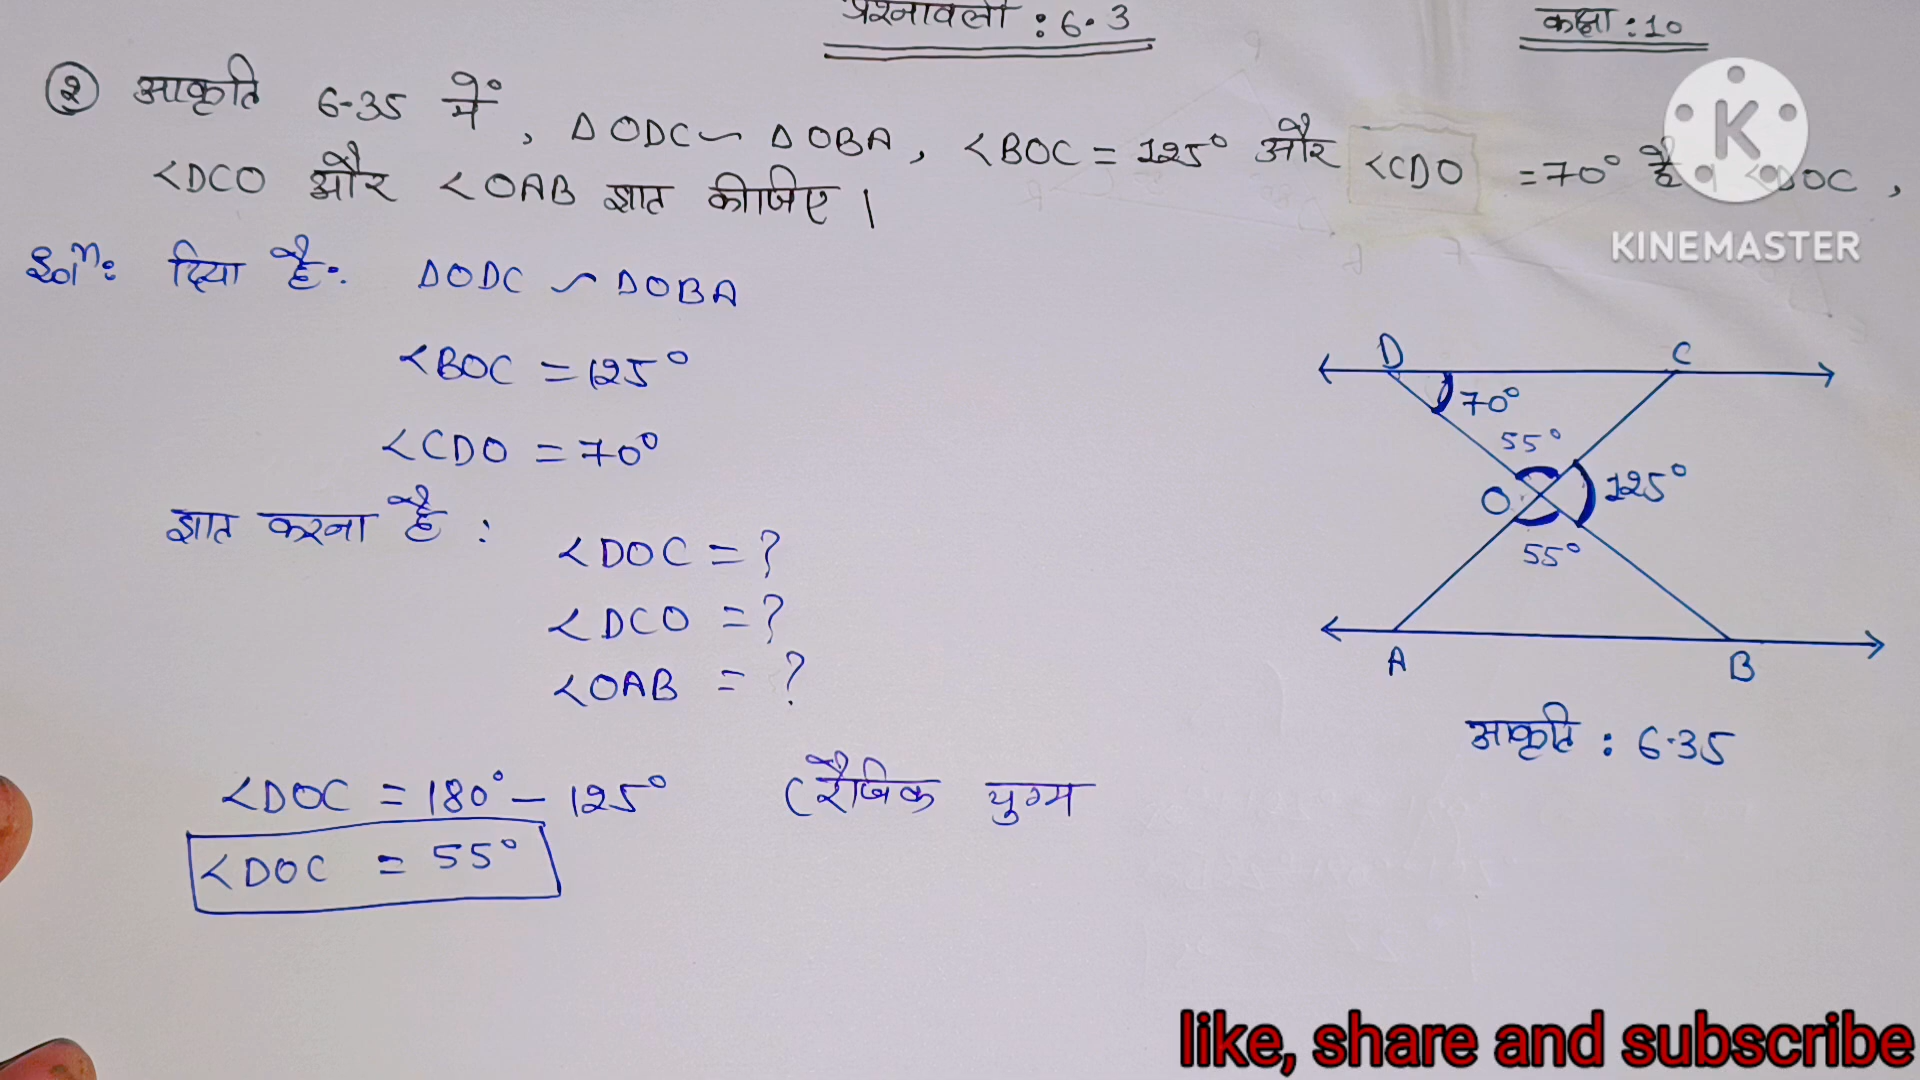 प्रश्नावली : 6.3
कक्षा : 10
② आकृति 6.35 में, ΔODC ~ ΔOBA, <BOC = 125° और <CDO = 70° है। <DOC,
<DCO और <OAB ज्ञात कीजिए।
K
KINEMASTER
Solⁿ: दिया है:- ΔODC ~ ΔOBA
<BOC = 125°
<CDO = 70°
ज्ञात करना है :
<DOC = ?
<DCO = ?
<OAB = ?
<DOC = 180° - 125° (रैखिक युग्म
<DOC = 55°
D C
70°
55°
O 125°
55°
A B
आकृति : 6.35
like, share and subscribe